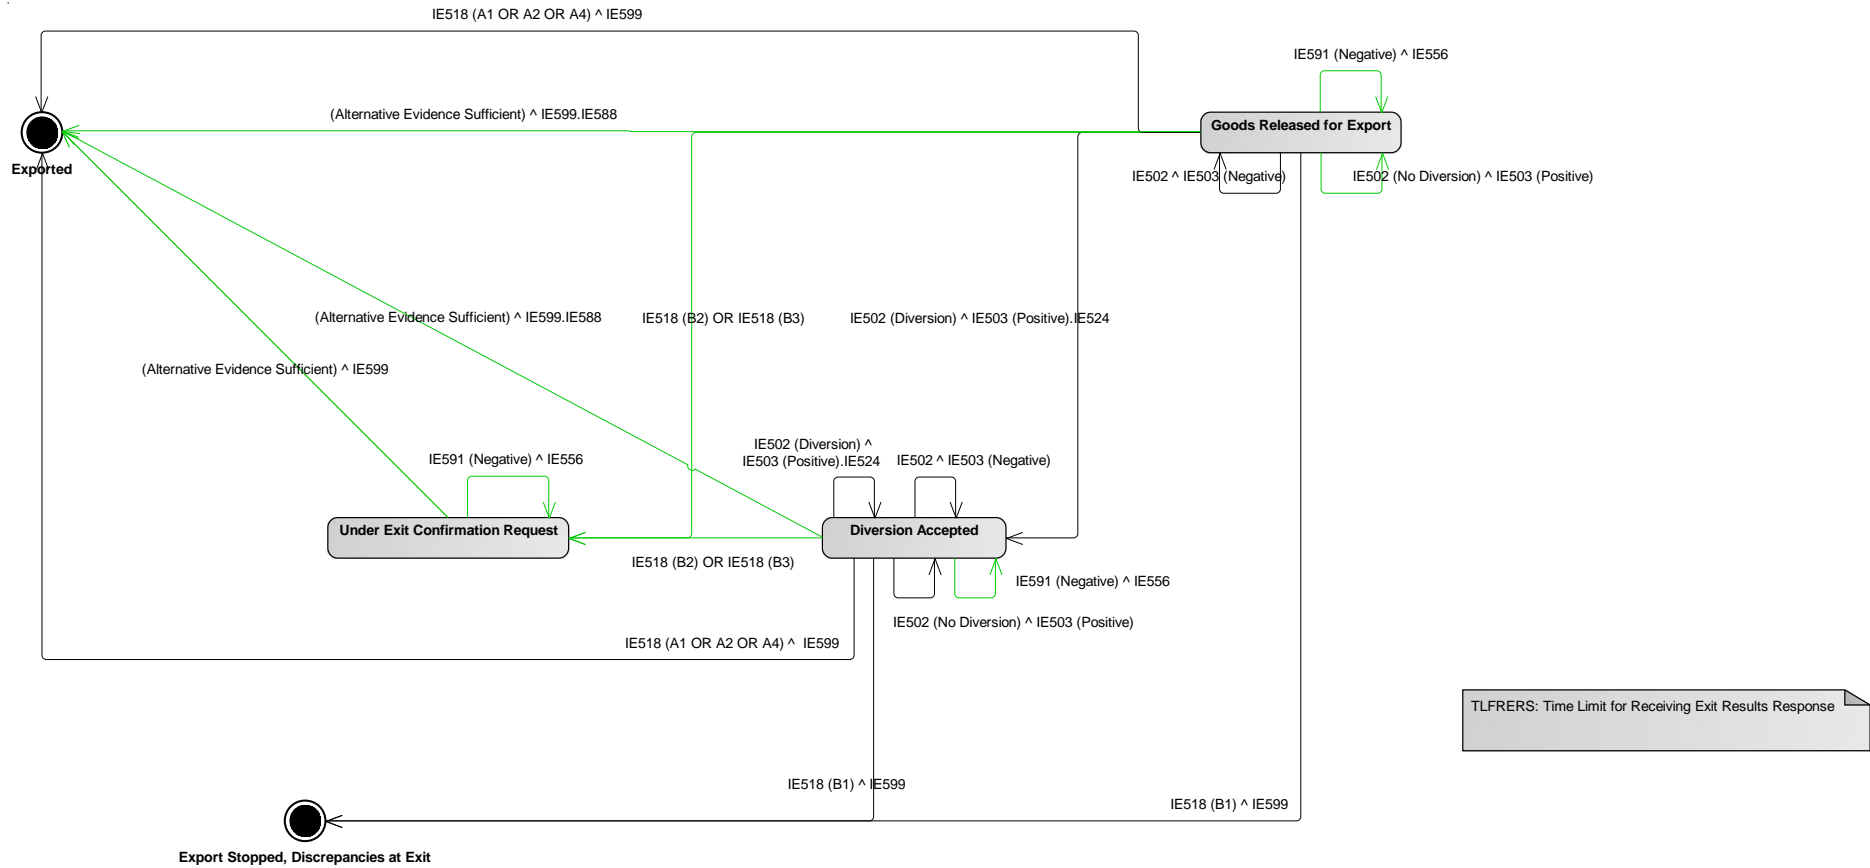 IE518 (A1 OR A2 OR A4) ^ IE599
IE591 (Negative) ^ IE556
(Alternative Evidence Sufficient) ^ IE599.IE588
Goods Released for Export
Exported
IE502 ^ IE503 (Negative)
IE502 (No Diversion) ^ IE503 (Positive)
(Alternative Evidence Sufficient) ^ IE599.IE588
IE518 (B2) OR IE518 (B3)
IE502 (Diversion) ^ IE503 (Positive).IE524
(Alternative Evidence Sufficient) ^ IE599
IE591 (Negative) ^ IE556
IE502 (Diversion) ^
IE503 (Positive).IE524
IE502 ^ IE503 (Negative)
Under Exit Confirmation Request
Diversion Accepted
IE518 (B2) OR IE518 (B3)
IE591 (Negative) ^ IE556
IE502 (No Diversion) ^ IE503 (Positive)
IE518 (A1 OR A2 OR A4) ^ IE599
TLFRERS: Time Limit for Receiving Exit Results Response
IE518 (B1) ^ IE599
IE518 (B1) ^ IE599
Export Stopped, Discrepancies at Exit